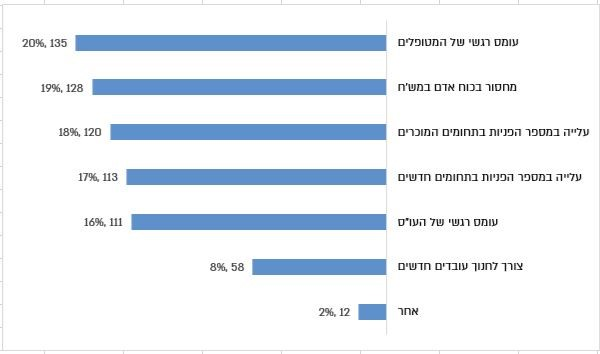 עומס רגשי של המטופלים
20%, 135
מחסור בכוח אדם במש"ח
19%, 128
עלייה במספר הפניות בתחומים המוכרים
18%, 120
עלייה במספר הפניות בתחומים חדשים
17%, 113
עומס רגשי של העו"ס
16%, 111
צורך לחנוך עובדים חדשים
8%, 58
אחר
2%, 12